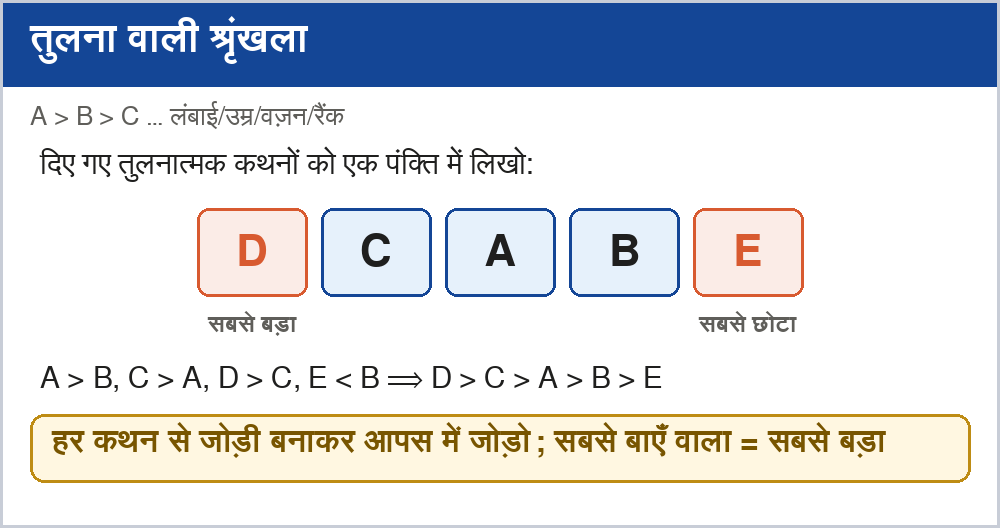 तुलना वाली श्रृंखला
A > B > C ... लंबाई/उम्र/वज़न/रैंक
दिए गए तुलनात्मक कथनों को एक पंक्ति में लिखो:
D C A B E
सबसे बड़ा सबसे छोटा
A > B, C > A, D > C, E < B ⟹ D > C > A > B > E
हर कथन से जोड़ी बनाकर आपस में जोड़ो ; सबसे बाएँ वाला = सबसे बड़ा